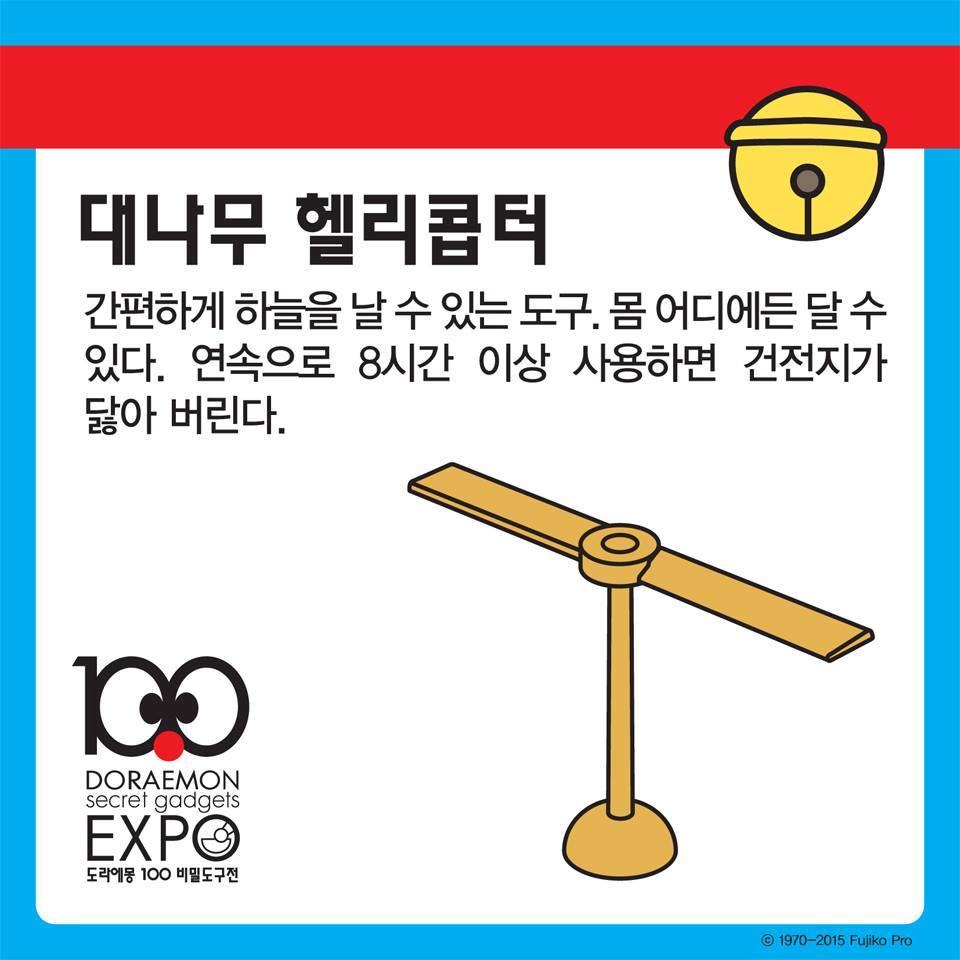 대나무 헬리콥터
간편하게 하늘을 날 수 있는 도구. 몸 어디에든 달 수
있다. 연속으로 8시간 이상 사용하면 건전지가
닳아 버린다.
100
DORAEMON
secret gadgets
EXPO
도라에몽 100 비밀도구전
© 1970-2015 Fujiko Pro